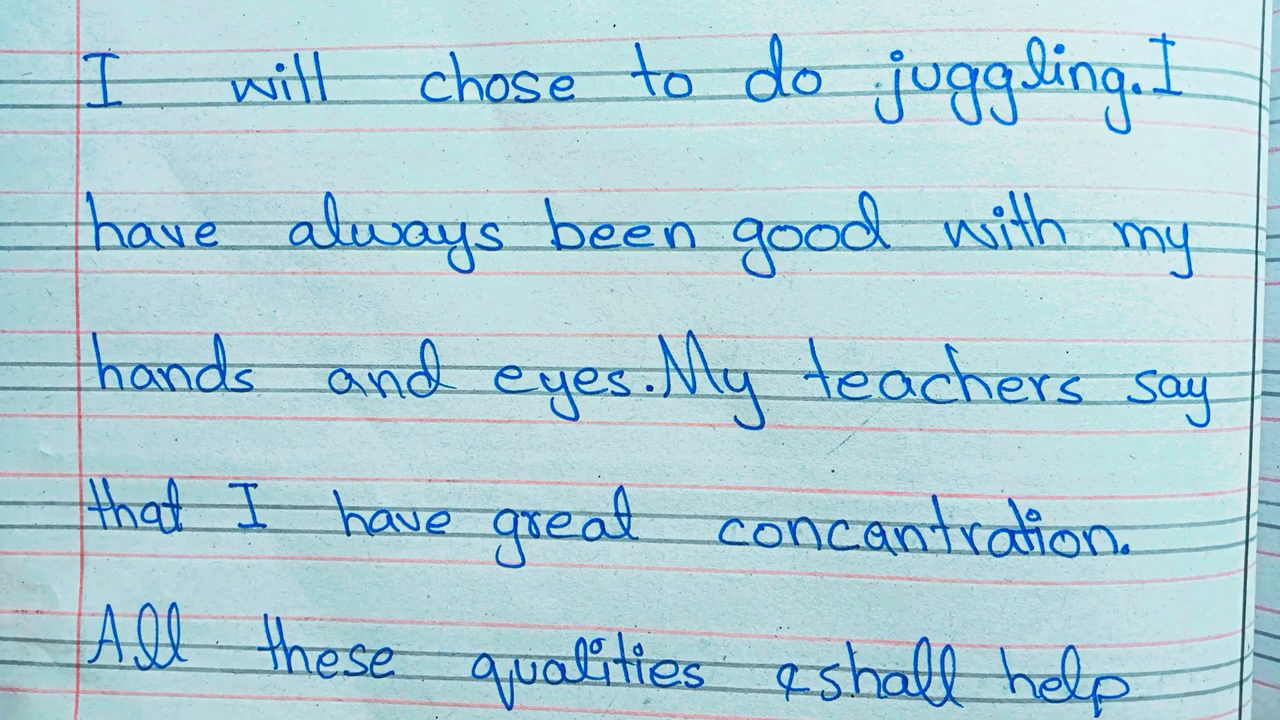 I will chose to do juggling. I
have always been good with my
hands and eyes. My teachers say
that I have great concantration.
All these qualities shall help